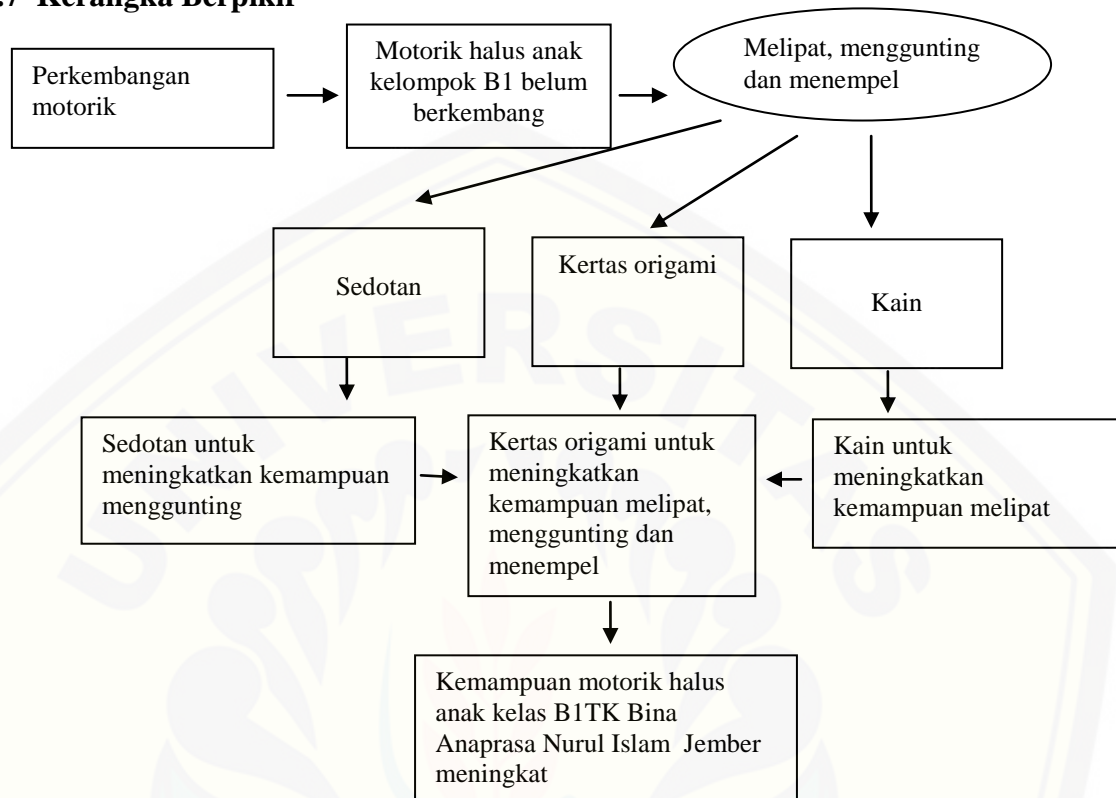 Kerangka Berpikir
Perkembangan
motorik
Motorik halus anak
kelompok B1 belum
berkembang
Melipat, menggunting
dan menempel
Sedotan
Kertas origami
Kain
Sedotan untuk
meningkatkan kemampuan
menggunting
Kertas origami untuk
meningkatkan
kemampuan melipat,
menggunting dan
menempel
Kain untuk
meningkatkan
kemampuan melipat
Kemampuan motorik halus
anak kelas B1TK Bina
Anaprasa Nurul Islam Jember
meningkat
UNIVERSITAS